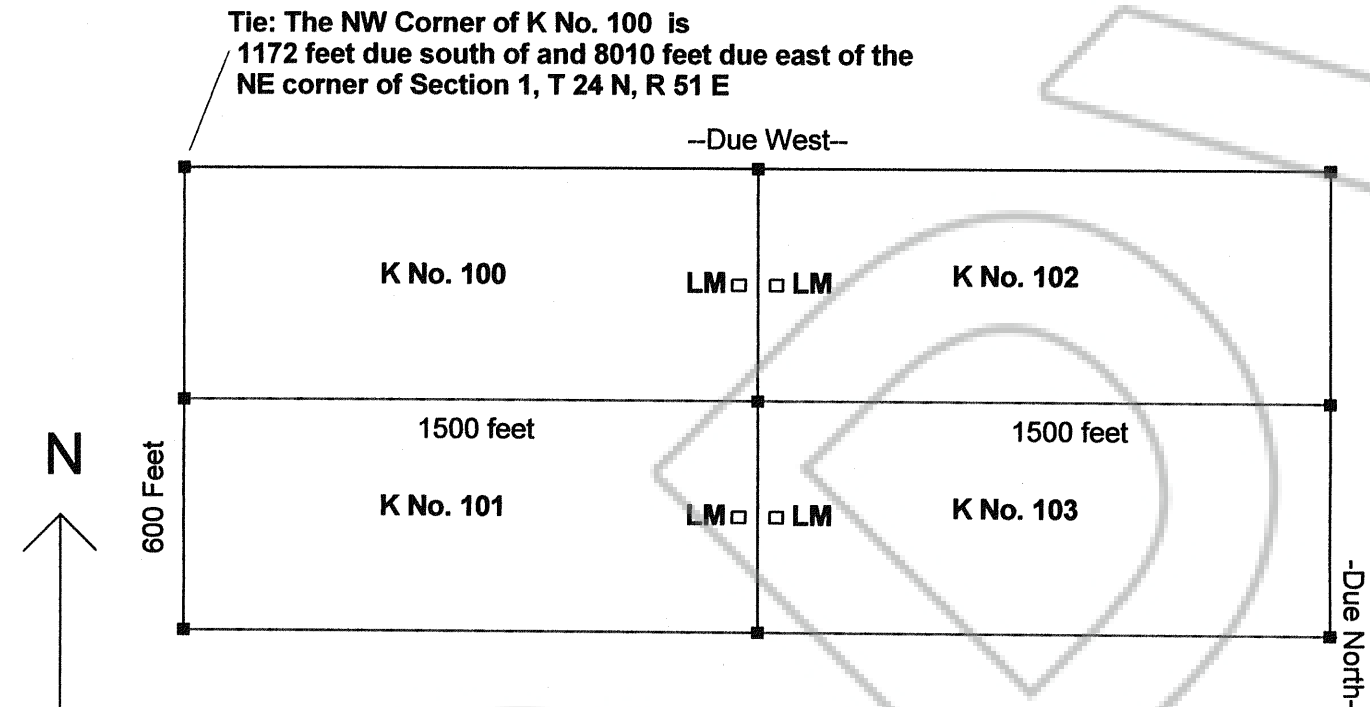 Tie: The NW Corner of K No. 100 is
1172 feet due south of and 8010 feet due east of the
NE corner of Section 1, T 24 N, R 51 E
--Due West--
K No. 100
LM
LM
K No. 102
1500 feet
1500 feet
N
600 Feet
K No. 101
LM
LM
K No. 103
-Due North-